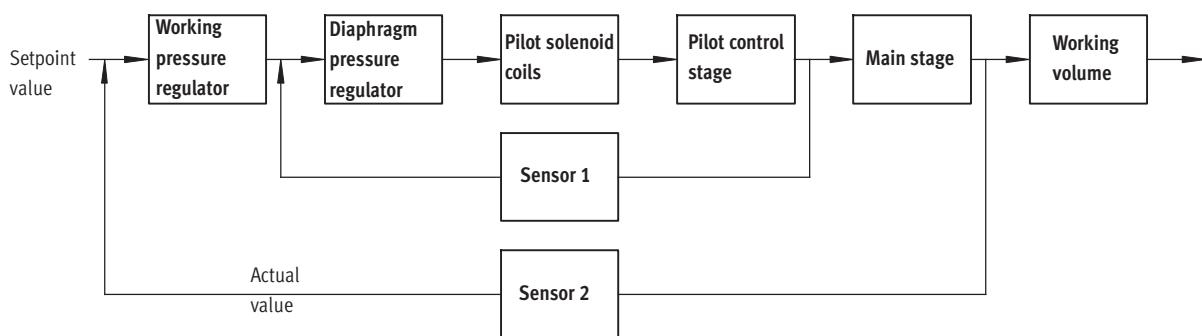 Setpoint
value
Working
pressure
regulator
Diaphragm
pressure
regulator
Pilot solenoid
coils
Pilot control
stage
Main stage
Working
volume
Sensor 1
Actual
value
Sensor 2